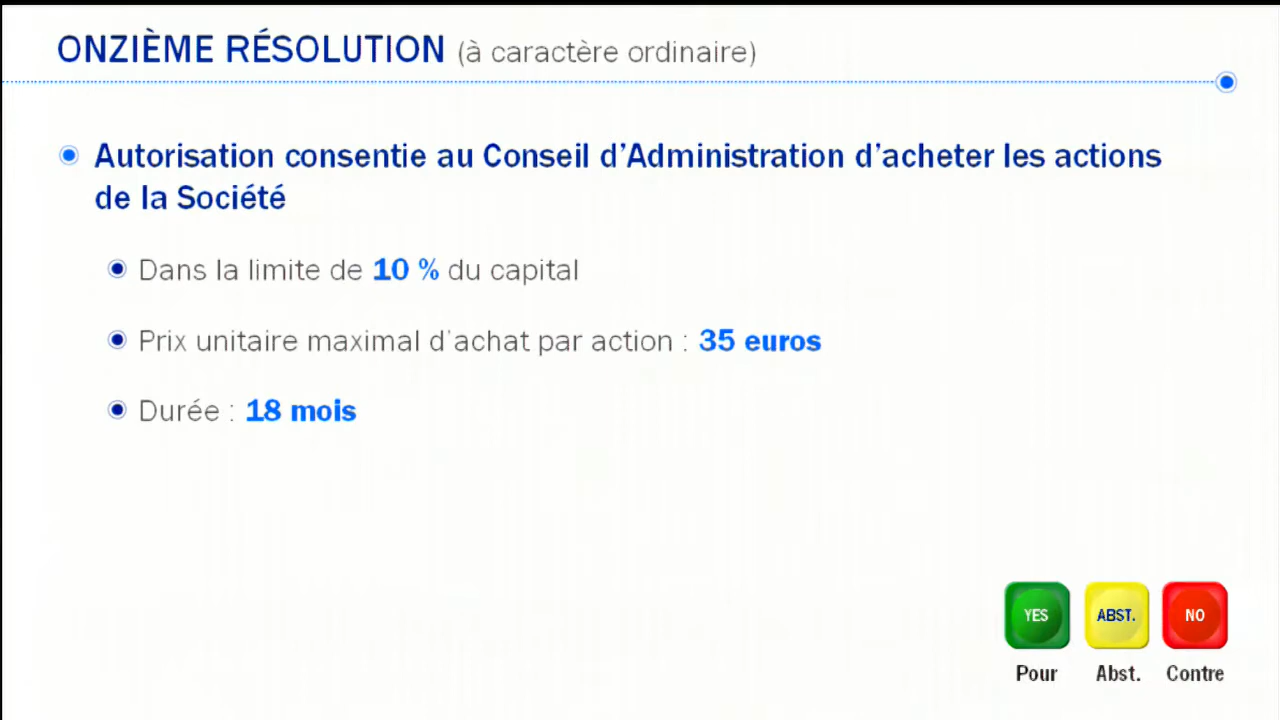 ONZIÈME RÉSOLUTION (à caractère ordinaire)
Autorisation consentie au Conseil d'Administration d'acheter les actions
de la Société
Dans la limite de 10 % du capital
Prix unitaire maximal d'achat par action : 35 euros
Durée : 18 mois
YES ABST. NO
Pour Abst. Contre